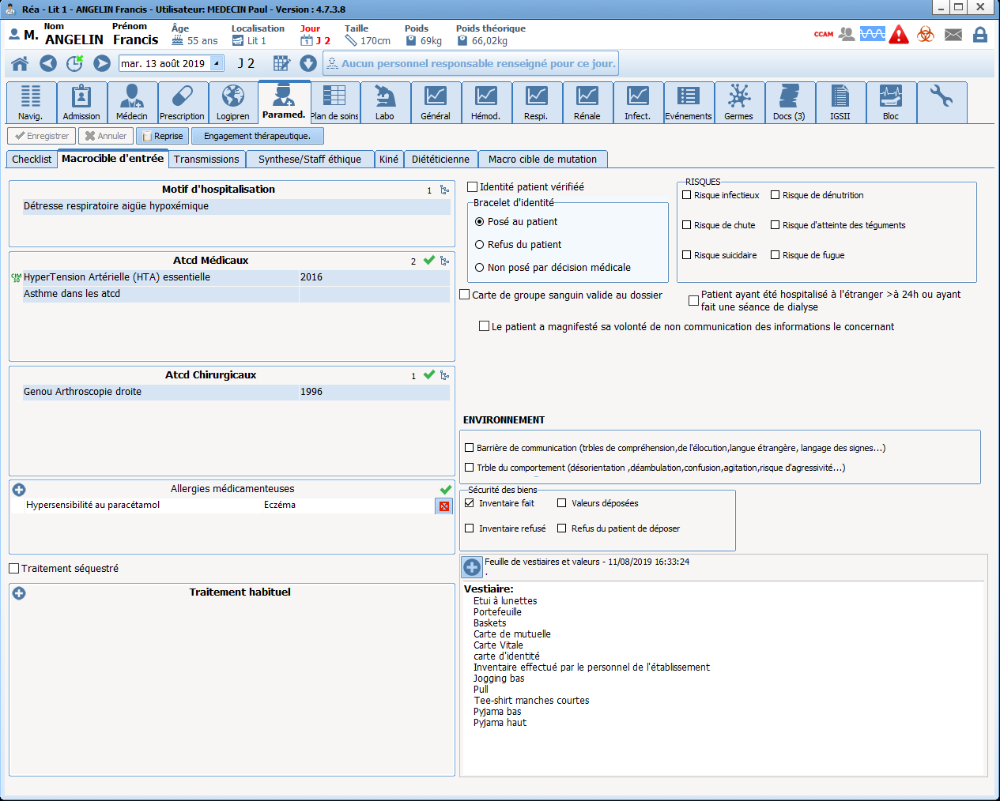 Réa - Lit 1 - ANGELIN Francis - Utilisateur: MEDECIN Paul - Version : 4.7.3.8
M. Nom ANGELIN Prénom Francis Âge 55 ans Localisation Lit 1 Jour 1 J 2 Taille 170cm Poids 69kg Poids théorique 66,02kg CCAM
mar. 13 août 2019 J 2 Aucun personnel responsable renseigné pour ce jour.
Navig. Admission Médecin Prescription Logipren Paramed. Plan de soins Labo Général Hémod. Respi. Rénale Infect. Evénements Germes Docs (3) IGSII Bloc
Enregistrer Annuler Reprise Engagement thérapeutique.
Checklist Macrocible d'entrée Transmissions Synthese/Staff éthique Kiné Diététicienne Macro cible de mutation
Motif d'hospitalisation 1
Détresse respiratoire aigüe hypoxémique
Atcd Médicaux 2
CIM 10 HyperTension Artérielle (HTA) essentielle 2016
Asthme dans les atcd
Atcd Chirurgicaux 1
Genou Arthroscopie droite 1996
Allergies médicamenteuses
Hypersensibilité au paracétamol Eczéma
Traitement séquestré
Traitement habituel
Identité patient vérifiéé
Bracelet d'identité
Posé au patient
Refus du patient
Non posé par décision médicale
RISQUES
Risque infectieux Risque de dénutrition
Risque de chute Risque d'atteinte des téguments
Risque suicidaire Risque de fugue
Carte de groupe sanguin valide au dossier
Patient ayant été hospitalisé à l'étranger >à 24h ou ayant
fait une séance de dialyse
Le patient a magnifesté sa volonté de non communication des informations le concernant
ENVIRONNEMENT
Barrière de communication (trbles de compréhension,de l'élocution,langue étrangère, langage des signes...)
Trble du comportement (désorientation ,déambulation,confusion,agitation,risque d'agressivité...)
Sécurité des biens
Inventaire fait Valeurs déposées
Inventaire refusé Refus du patient de déposer
Feuille de vestiaires et valeurs - 11/08/2019 16:33:24
.
Vestiaire:
Etui à lunettes
Portefeuille
Baskets
Carte de mutuelle
Carte Vitale
carte d'identité
Inventaire effectué par le personnel de l'établissement
Jogging bas
Pull
Tee-shirt manches courtes
Pyjama bas
Pyjama haut